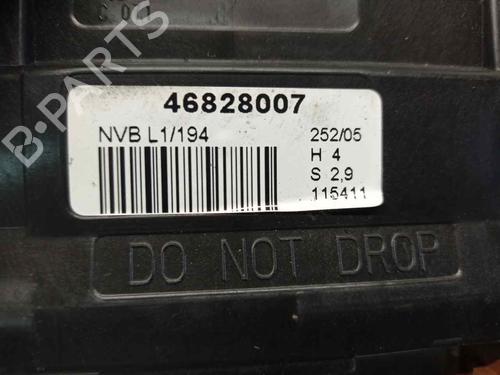 46828007
NVB L1/194
252/05
H 4
S 2,9
115411
DO NOT DROP
B-PARTS